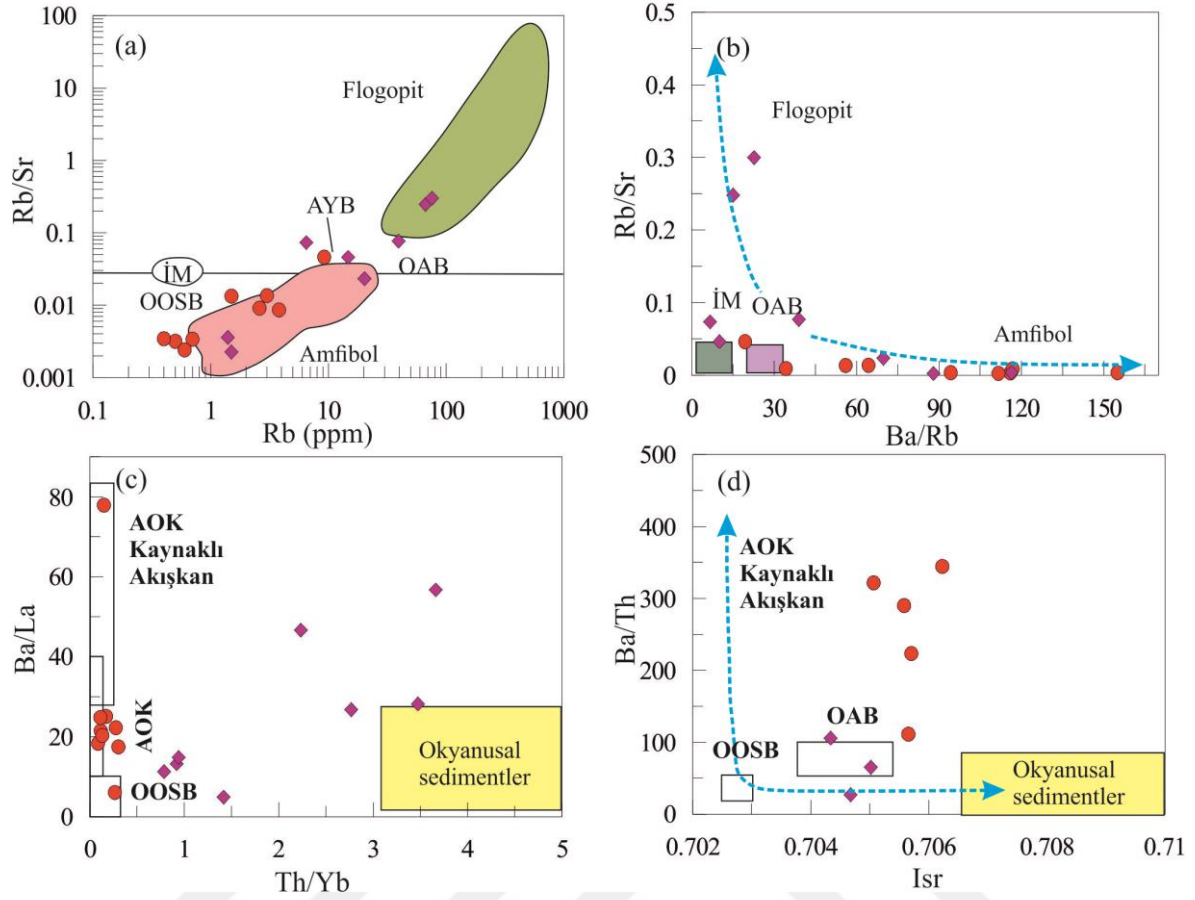 (a)
100
10
1
0.1
0.01
0.001
Rb/Sr
Flogopit
AYB
OAB
İM
OOSB
Amfibol
0.1
1
10
100
1000
Rb (ppm)
(b)
0.5
0.4
0.3
0.2
0.1
0
Rb/Sr
Flogopit
İM
OAB
Amfibol
0
30
60
90
120
150
Ba/Rb
(c)
80
60
40
20
0
Ba/La
AOK
Kaynaklı
Akışkan
AOK
OOSB
Okyanusal
sedimentler
0
1
2
3
4
5
Th/Yb
(d)
500
400
300
200
100
0
Ba/Th
AOK
Kaynaklı
Akışkan
OAB
OOSB
Okyanusal
sedimentler
0.702
0.704
0.706
0.708
0.71
Isr